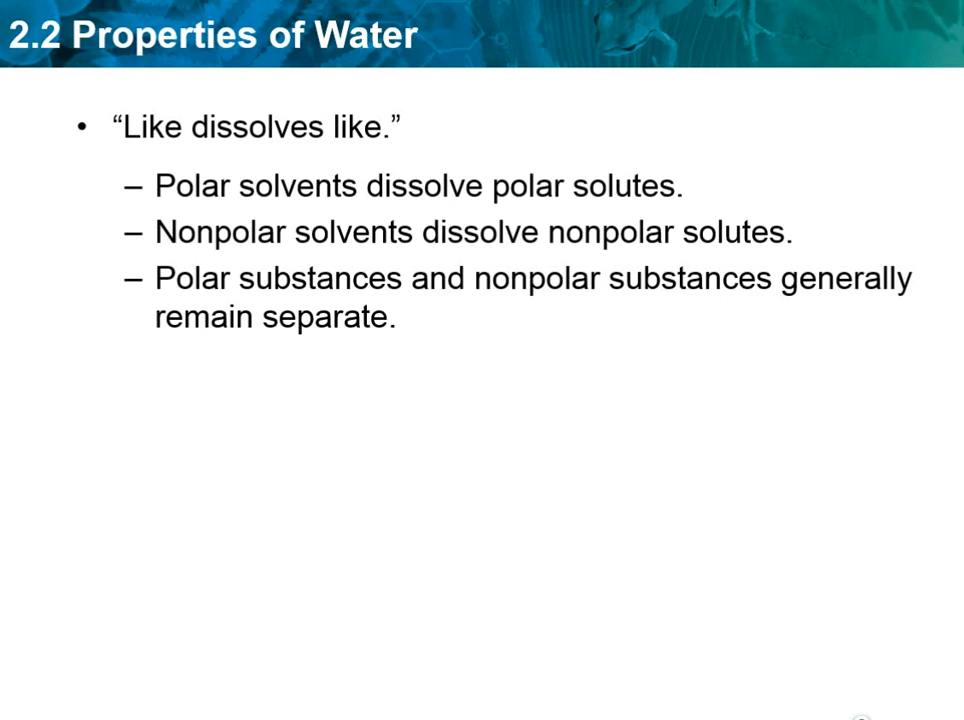 2.2 Properties of Water
• “Like dissolves like.”
– Polar solvents dissolve polar solutes.
– Nonpolar solvents dissolve nonpolar solutes.
– Polar substances and nonpolar substances generally
remain separate.